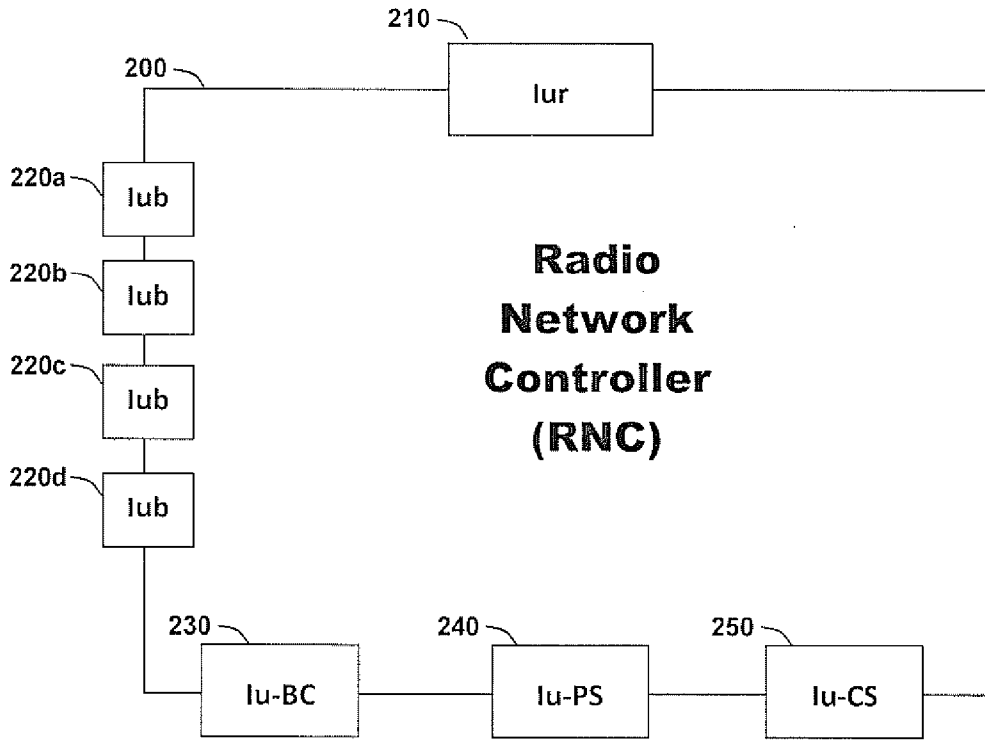 210
200
Iur
220a
Iub
220b
Iub
220c
Iub
220d
Iub
Radio
Network
Controller
(RNC)
230
Iu-BC
240
Iu-PS
250
Iu-CS